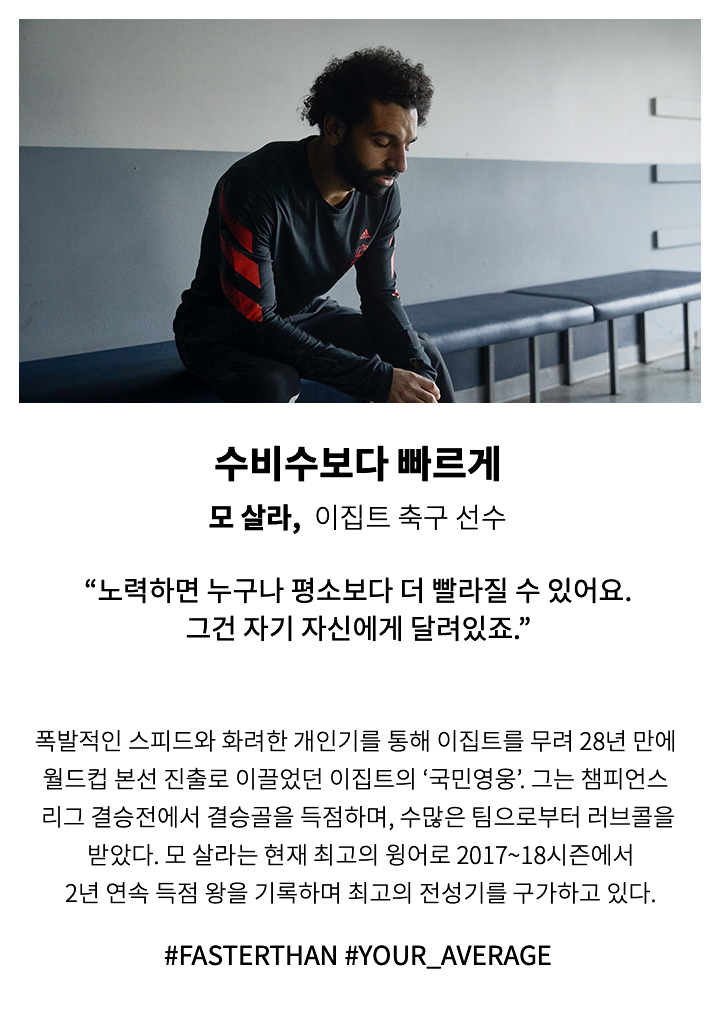 수비수보다 빠르게
모 살라, 이집트 축구 선수
“노력하면 누구나 평소보다 더 빨라질 수 있어요.
그건 자기 자신에게 달려있죠.”
폭발적인 스피드와 화려한 개인기를 통해 이집트를 무려 28년 만에
월드컵 본선 진출로 이끌었던 이집트의 ‘국민영웅’. 그는 챔피언스
리그 결승전에서 결승골을 득점하며, 수많은 팀으로부터 러브콜을
받았다. 모 살라는 현재 최고의 윙어로 2017~18시즌에서
2년 연속 득점 왕을 기록하며 최고의 전성기를 구가하고 있다.
#FASTERTHAN #YOUR_AVERAGE